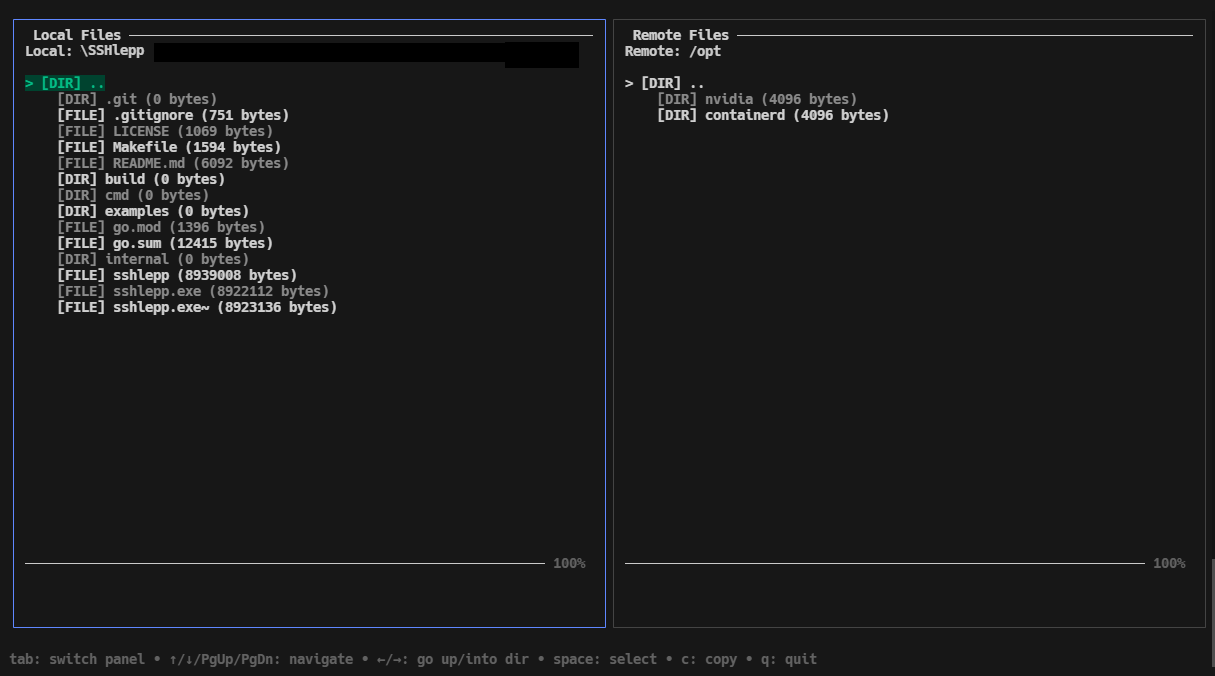 Local Files
Local: \SSHlepp
> [DIR] ..
[DIR] .git (0 bytes)
[FILE] .gitignore (751 bytes)
[FILE] LICENSE (1069 bytes)
[FILE] Makefile (1594 bytes)
[FILE] README.md (6092 bytes)
[DIR] build (0 bytes)
[DIR] cmd (0 bytes)
[DIR] examples (0 bytes)
[FILE] go.mod (1396 bytes)
[FILE] go.sum (12415 bytes)
[DIR] internal (0 bytes)
[FILE] sshlepp (8939008 bytes)
[FILE] sshlepp.exe (8922112 bytes)
[FILE] sshlepp.exe~ (8923136 bytes)
100%
Remote Files
Remote: /opt
> [DIR] ..
[DIR] nvidia (4096 bytes)
[DIR] containerd (4096 bytes)
100%
tab: switch panel • ↑/↓/PgUp/PgDn: navigate • ←/→: go up/into dir • space: select • c: copy • q: quit